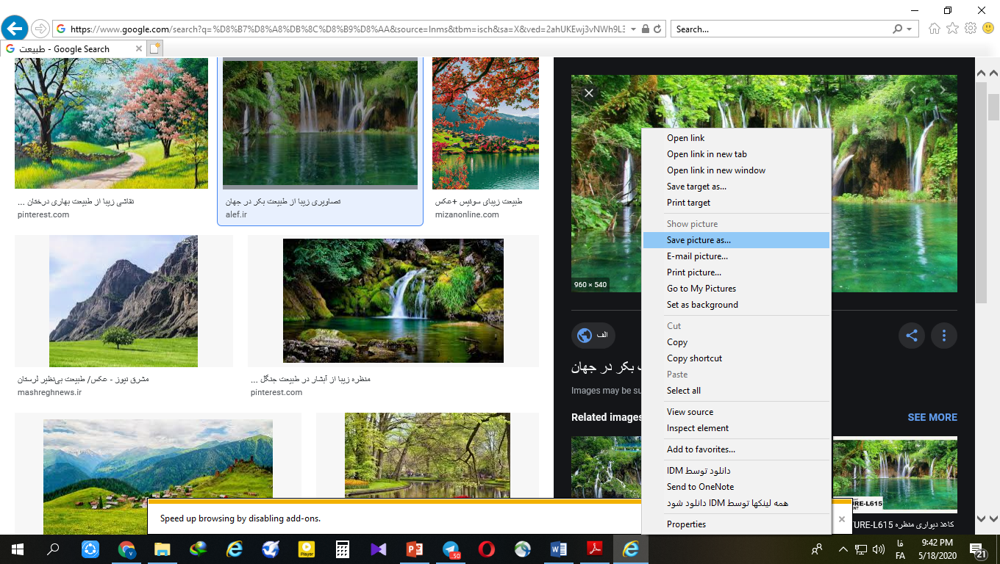 https://www.google.com/search?q=%D8%B7%D8%A8%DB%8C%D8%B9%D8%AA&source=lnms&tbm=isch&sa=X&ved=2ahUKEwj3vNWh9L3
Search...
طبیعت - Google Search
نقاشی زیبا از طبیعت بهاری درختان ...
pinterest.com
تصاویری زیبا از طبیعت بکر در جهان
alef.ir
طبیعت زیبای سوئیس +عکس
mizanonline.com
مشرق نیوز - عکس/ طبیعت بی‌نظیر لرستان
mashreghnews.ir
منظره زیبا از آبشار در طبیعت جنگل ...
pinterest.com
960 × 540
الف
بکر در جهان
Images may be su
Related images
SEE MORE
URE-L615
کاغذ دیواری منظره TURE-L615
Open link
Open link in new tab
Open link in new window
Save target as...
Print target
Show picture
Save picture as...
E-mail picture...
Print picture...
Go to My Pictures
Set as background
Cut
Copy
Copy shortcut
Paste
Select all
View source
Inspect element
Add to favorites...
دانلود توسط IDM
Send to OneNote
همه لینکها توسط IDM دانلود شود
Properties
Speed up browsing by disabling add-ons.
Player
50
فا
FA
9:42 PM
5/18/2020
21